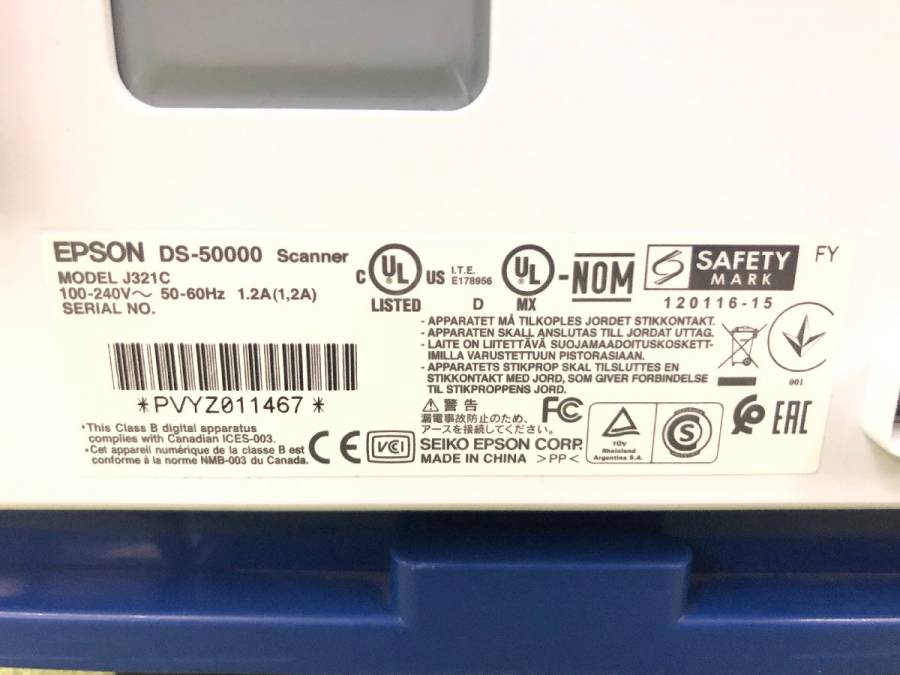 EPSON DS-50000 Scanner
MODEL J321C
100-240V～ 50-60Hz 1.2A(1,2A)
SERIAL NO.
*PVYZ011467*
*This Class B digital apparatus
complies with Canadian ICES-003.
*Cet appareil numérique de la classe B est
conforme à la norme NMB-003 du Canada.
C UL US
LISTED
I.T.E.
E178956
D
UL
MX
-NOM
SAFETY
MARK
120116-15
FY
- APPARATET MÅ TILKOPLES JORDET STIKKONTAKT.
- APPARATEN SKALL ANSLUTAS TILL JORDAT UTTAG.
- LAITE ON LIITETTÄVÄ SUOJAMAADOITUSKOSKETT-
IMILLA VARUSTETTUUN PISTORASIAAN.
- APPARATETS STIKPROP SKAL TILSLUTTES EN
STIKKONTAKT MED JORD, SOM GIVER FORBINDELSE
TIL STIKPROPPENS JORD.
警告
漏電事故防止のため、
アースを接続してください。
FC
CE
VCI
SEIKO EPSON CORP.
MADE IN CHINA >PP<
TÜV
Rheinland
Argentina S.A.
S
001
EAC